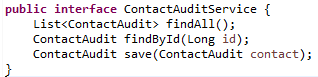 public interface ContactAuditService {
    List<ContactAudit> findAll();
    ContactAudit findById(Long id);
    ContactAudit save(ContactAudit contact);
}